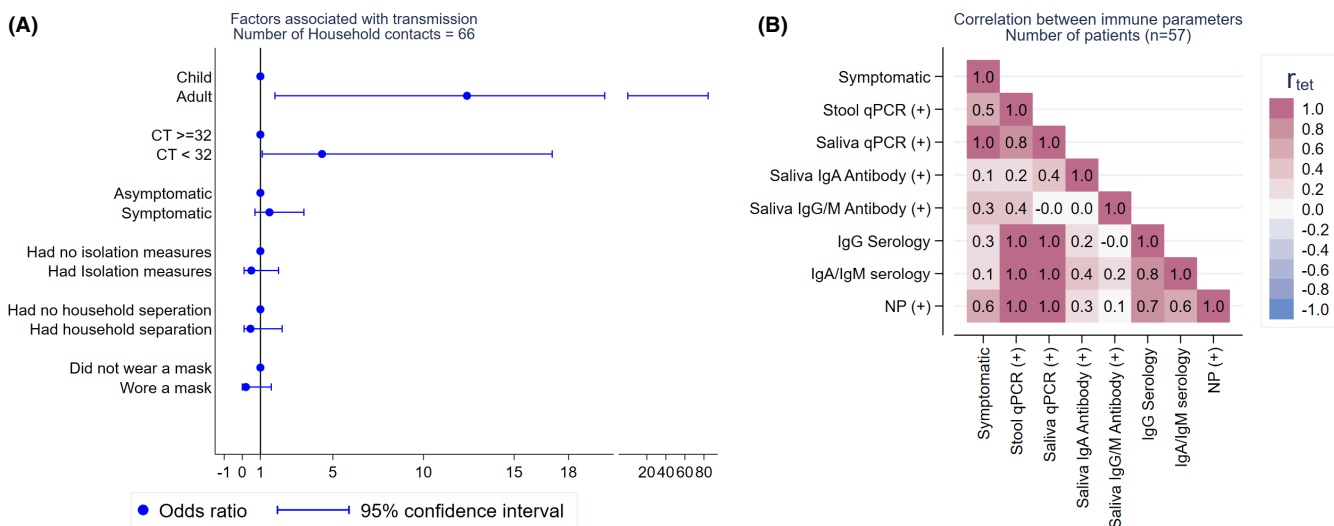 (A)
Factors associated with transmission
Number of Household contacts = 66
Child
Adult
CT >=32
CT < 32
Asymptomatic
Symptomatic
Had no isolation measures
Had Isolation measures
Had no household seperation
Had household separation
Did not wear a mask
Wore a mask
-1 0 1 5 10 15 18 20 40 60 80
Odds ratio 95% confidence interval
(B)
Correlation between immune parameters
Number of patients (n=57)
Symptomatic 1.0
Stool qPCR (+) 0.5 1.0
Saliva qPCR (+) 1.0 0.8 1.0
Saliva IgA Antibody (+) 0.1 0.2 0.4 1.0
Saliva IgG/M Antibody (+) 0.3 0.4 -0.0 0.0 1.0
IgG Serology 0.3 1.0 1.0 0.2 -0.0 1.0
IgA/IgM serology 0.1 1.0 1.0 0.4 0.2 0.8 1.0
NP (+) 0.6 1.0 1.0 0.3 0.1 0.7 0.6 1.0
Symptomatic
Stool qPCR (+)
Saliva qPCR (+)
Saliva IgA Antibody (+)
Saliva IgG/M Antibody (+)
IgG Serology
IgA/IgM serology
NP (+)
r tet
1.0
0.8
0.6
0.4
0.2
0.0
-0.2
-0.4
-0.6
-0.8
-1.0